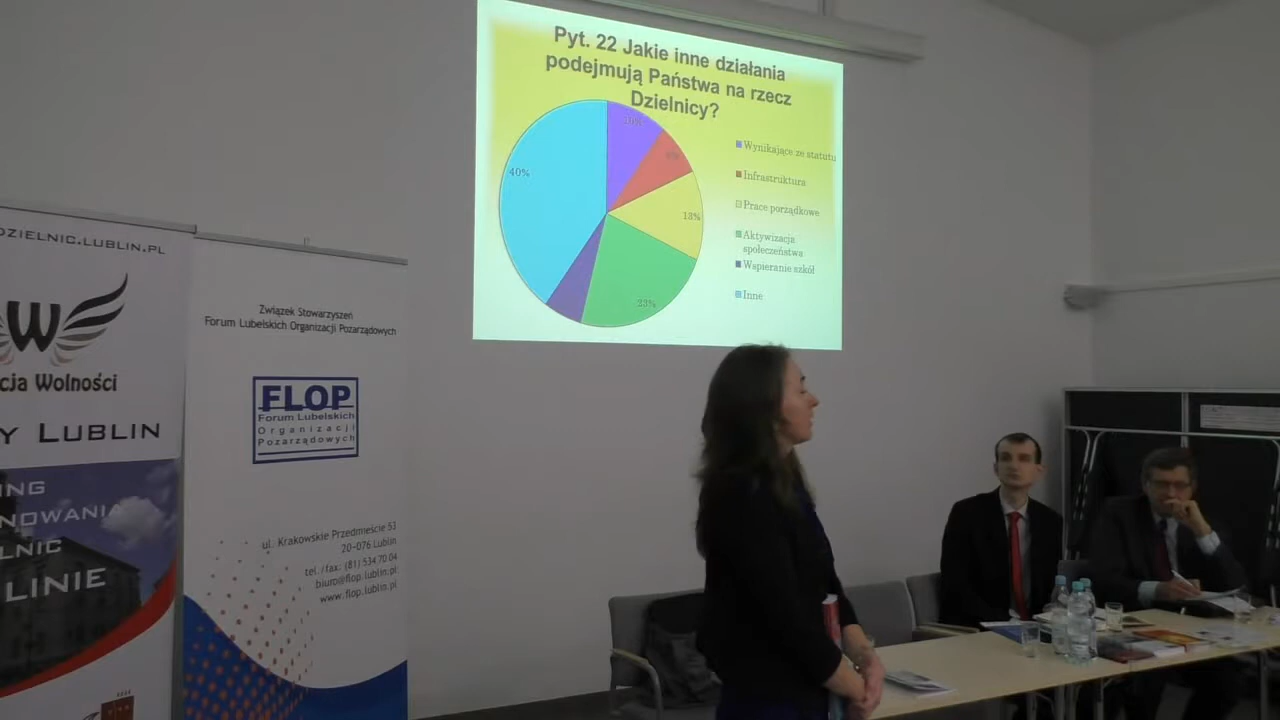 Pyt. 22 Jakie inne działania
podejmują Państwa na rzecz
Dzielnicy?
10%
40%
13%
23%
Wynikające ze statutu
Infrastruktura
Prace porządkowe
Aktywizacja
społeczeństwa
Wspieranie szkół
Inne
DZIELNIC.LUBLIN.PL
W
cja Wolności
Y LUBLIN
ING
NOWANIA
LNIC
LINIE
Związek Stowarzyszeń
Forum Lubelskich Organizacji Pozarządowych
FLOP
Forum Lubelskich
Organizacji
Pozarządowych
ul. Krakowskie Przedmieście 53
20-076 Lublin
tel./fax: (81) 534 70 04
biuro@flop.lublin.pl
www.flop.lublin.pl